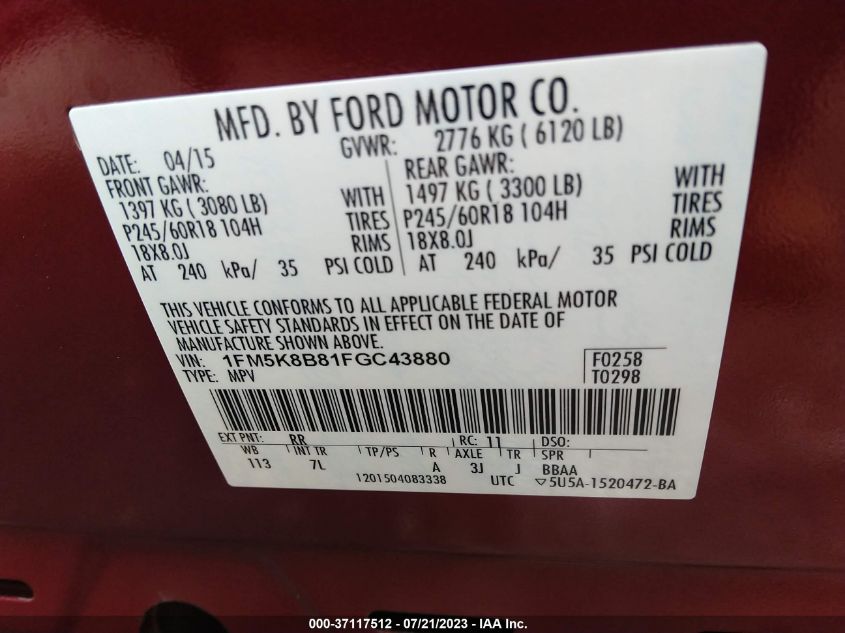 MFD. BY FORD MOTOR CO.
DATE: 04/15 GVWR: 2776 KG ( 6120 LB)
FRONT GAWR: REAR GAWR:
1397 KG ( 3080 LB) WITH 1497 KG ( 3300 LB) WITH
P245/60R18 104H TIRES P245/60R18 104H TIRES
18X8.0J RIMS 18X8.0J RIMS
AT 240 kPa/ 35 PSI COLD AT 240 kPa/ 35 PSI COLD
THIS VEHICLE CONFORMS TO ALL APPLICABLE FEDERAL MOTOR
VEHICLE SAFETY STANDARDS IN EFFECT ON THE DATE OF
MANUFACTURE SHOWN ABOVE.
VIN: 1FM5K8B81FGC43880 F0258
TYPE: MPV T0298
EXT PNT: RR RC: 11 DSO:
WB INT TR TP/PS R AXLE TR SPR
113 7L A 3J J BBAA
1201504083338 UTC ▽5U5A-1520472-BA
000-37117512 / 07/21/2023 - IAA Inc.